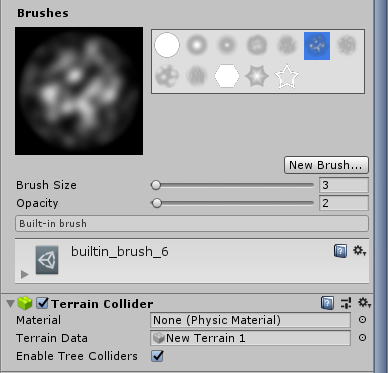 Brushes
New Brush...
Brush Size 3
Opacity 2
Built-in brush
builtin_brush_6
Terrain Collider
Material None (Physic Material)
Terrain Data New Terrain 1
Enable Tree Colliders